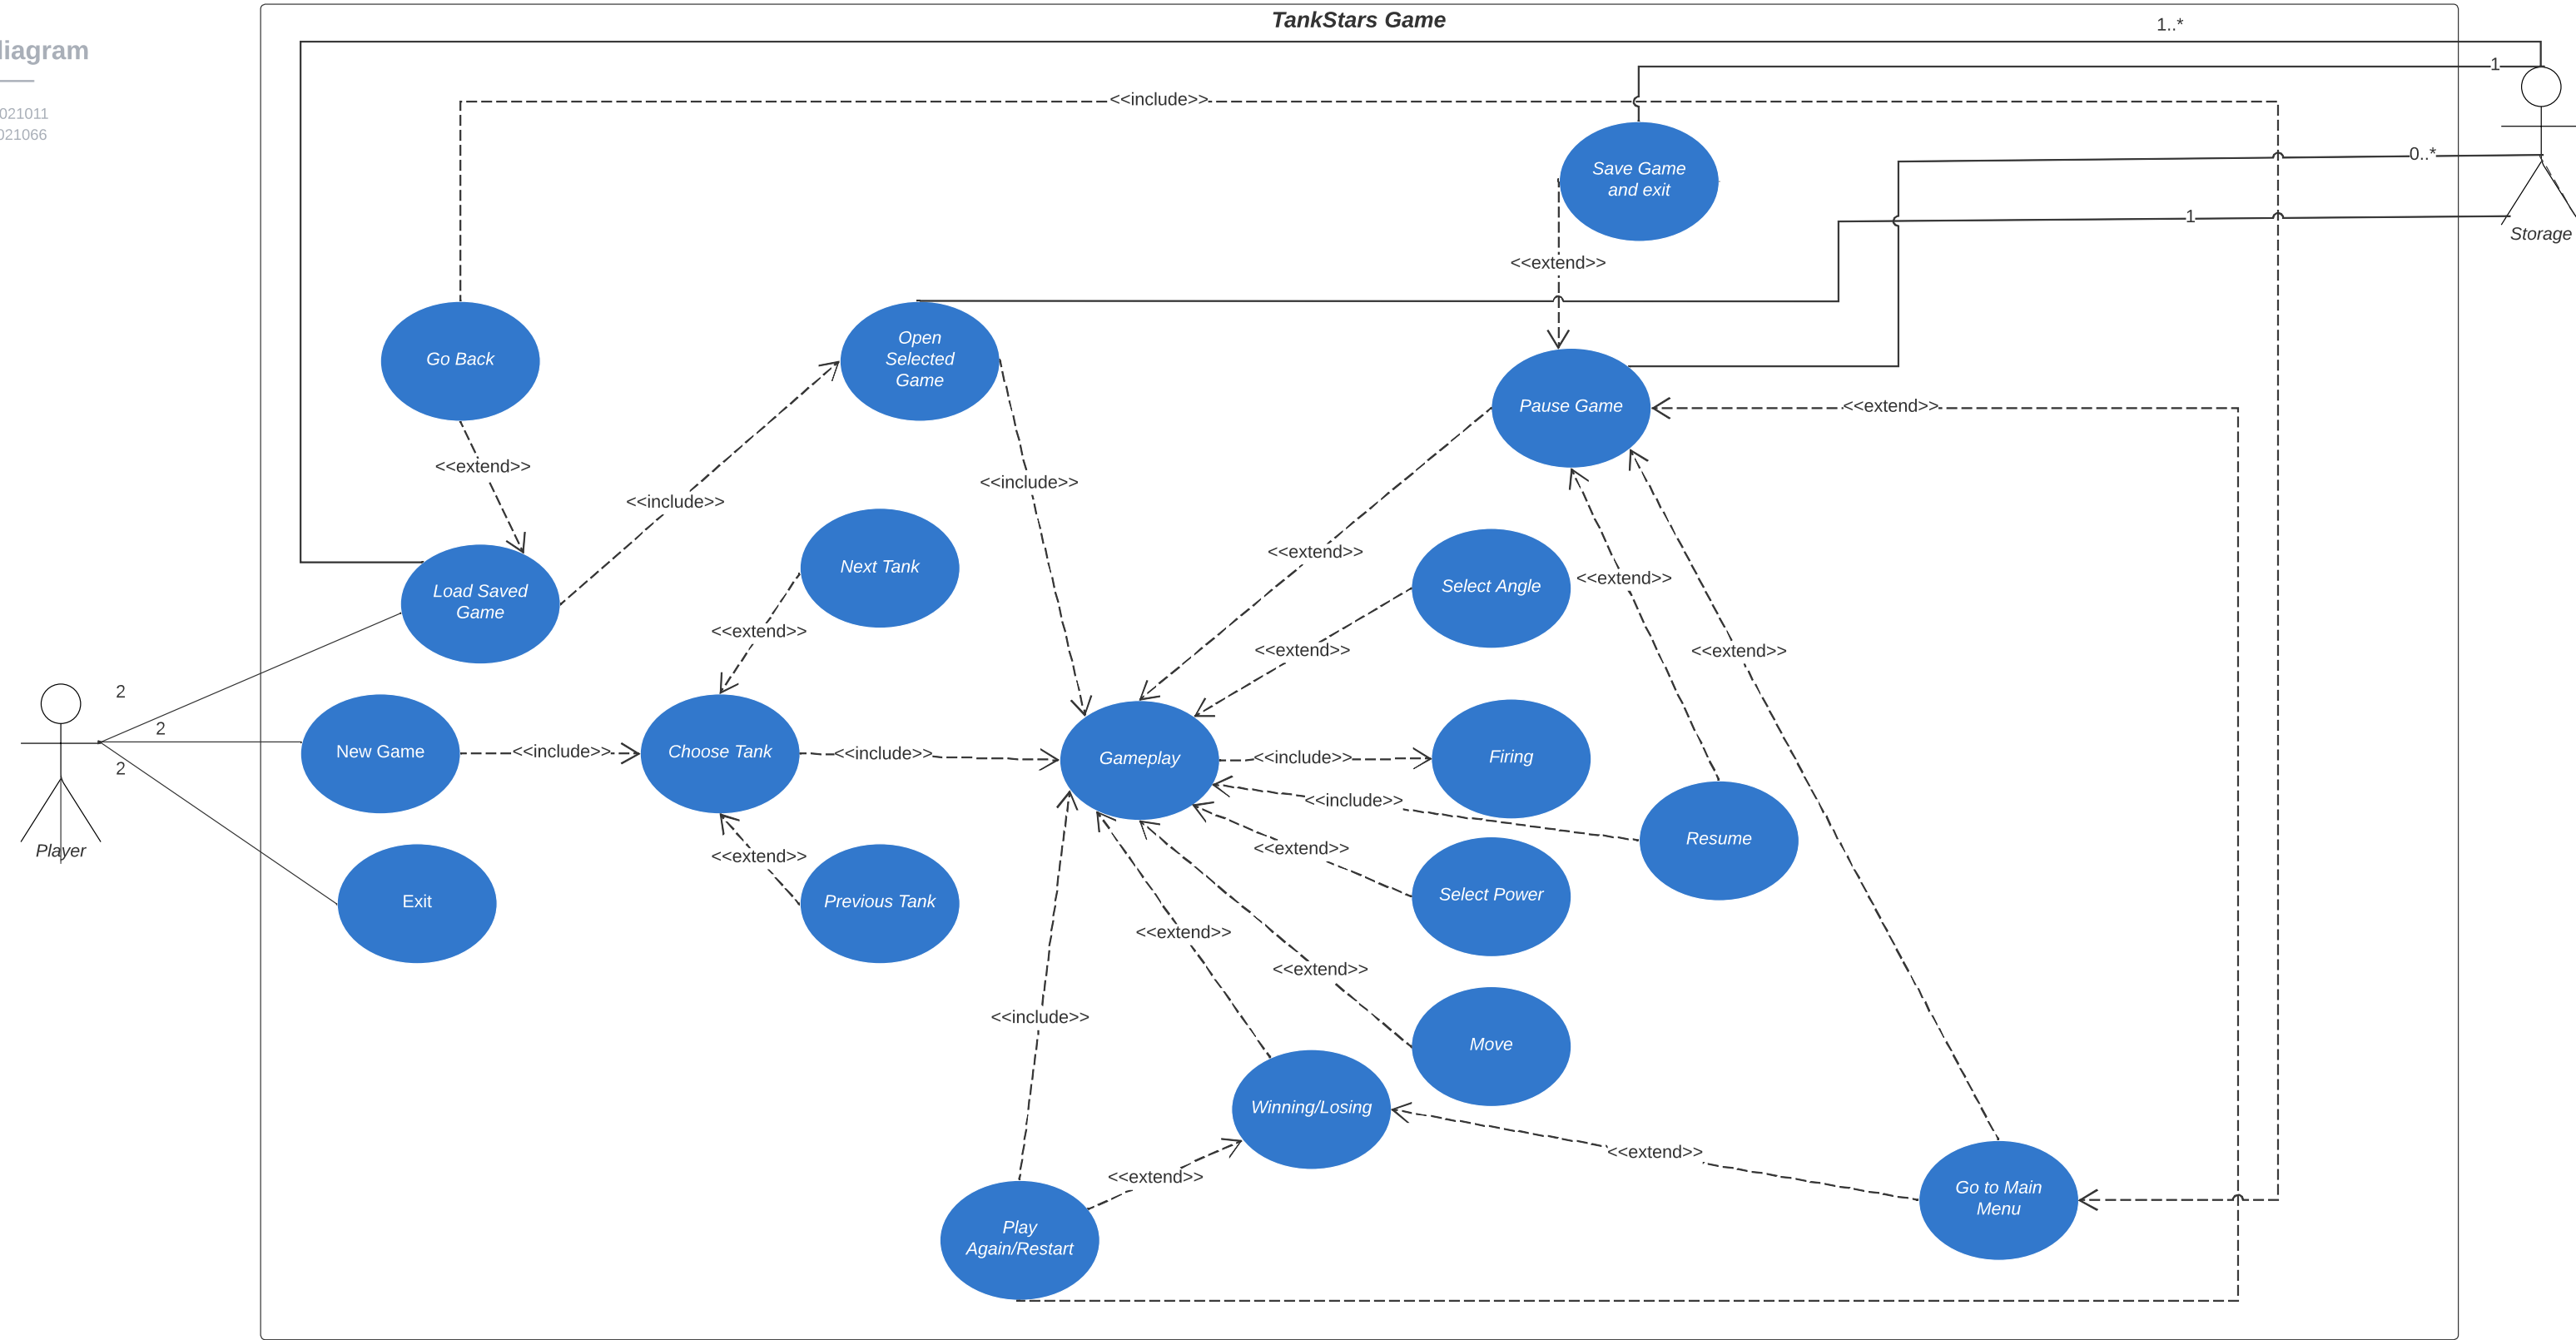 TankStars Game
1..*
diagram
1
<<include>>
021011
021066
0..*
Save Game
and exit
1
Storage
<<extend>>
Open
Selected
Game
Go Back
Pause Game
<<extend>>
<<extend>>
<<include>>
<<include>>
<<extend>>
Next Tank
Select Angle
<<extend>>
Load Saved
Game
<<extend>>
<<extend>>
<<extend>>
2
2
New Game
<<include>>
Choose Tank
<<include>>
Gameplay
<<include>>
Firing
2
<<include>>
Resume
Player
<<extend>>
<<extend>>
Select Power
Exit
Previous Tank
<<extend>>
<<extend>>
<<include>>
Move
Winning/Losing
<<extend>>
<<extend>>
Go to Main
Menu
Play
Again/Restart